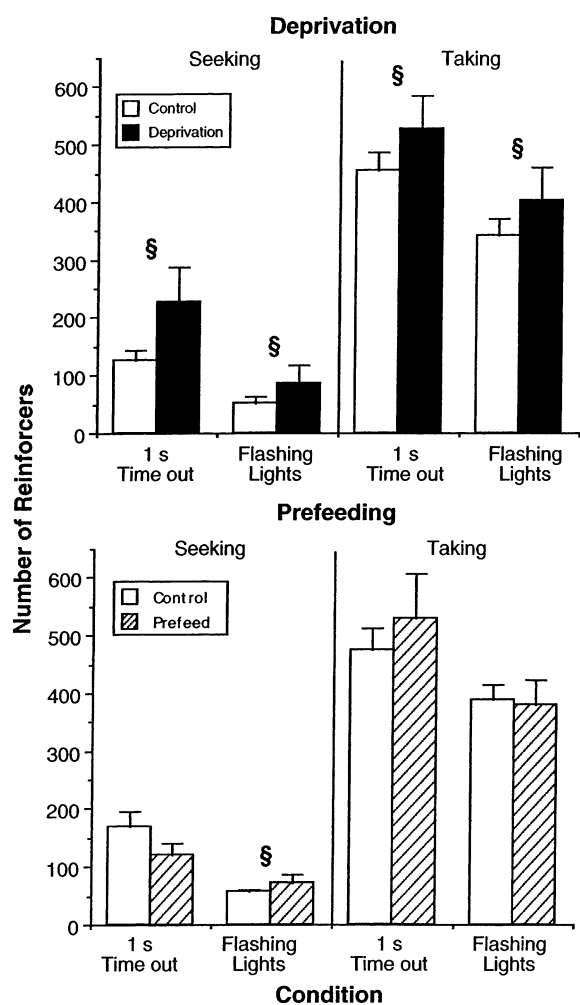 Deprivation
Seeking
Taking
600
500
400
300
200
100
0
Control
Deprivation
§
§
§
§
1 s
Time out
Flashing
Lights
1 s
Time out
Flashing
Lights
Number of Reinforcers
Prefeeding
Seeking
Taking
600
500
400
300
200
100
0
Control
Prefeed
§
1 s
Time out
Flashing
Lights
1 s
Time out
Flashing
Lights
Condition